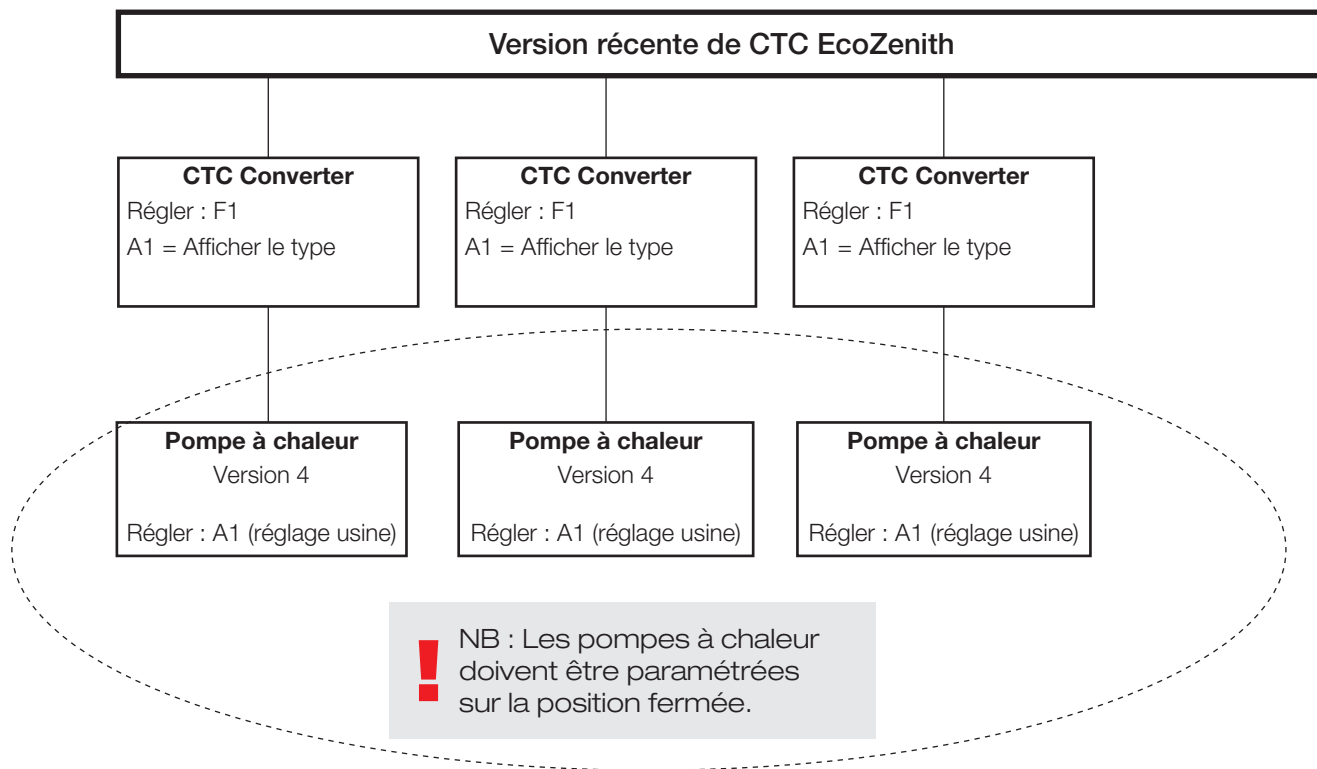 Version récente de CTC EcoZenith
CTC Converter
Régler : F1
A1 = Afficher le type
CTC Converter
Régler : F1
A1 = Afficher le type
CTC Converter
Régler : F1
A1 = Afficher le type
Pompe à chaleur
Version 4
Régler : A1 (réglage usine)
Pompe à chaleur
Version 4
Régler : A1 (réglage usine)
Pompe à chaleur
Version 4
Régler : A1 (réglage usine)
! NB : Les pompes à chaleur
doivent être paramétrées
sur la position fermée.